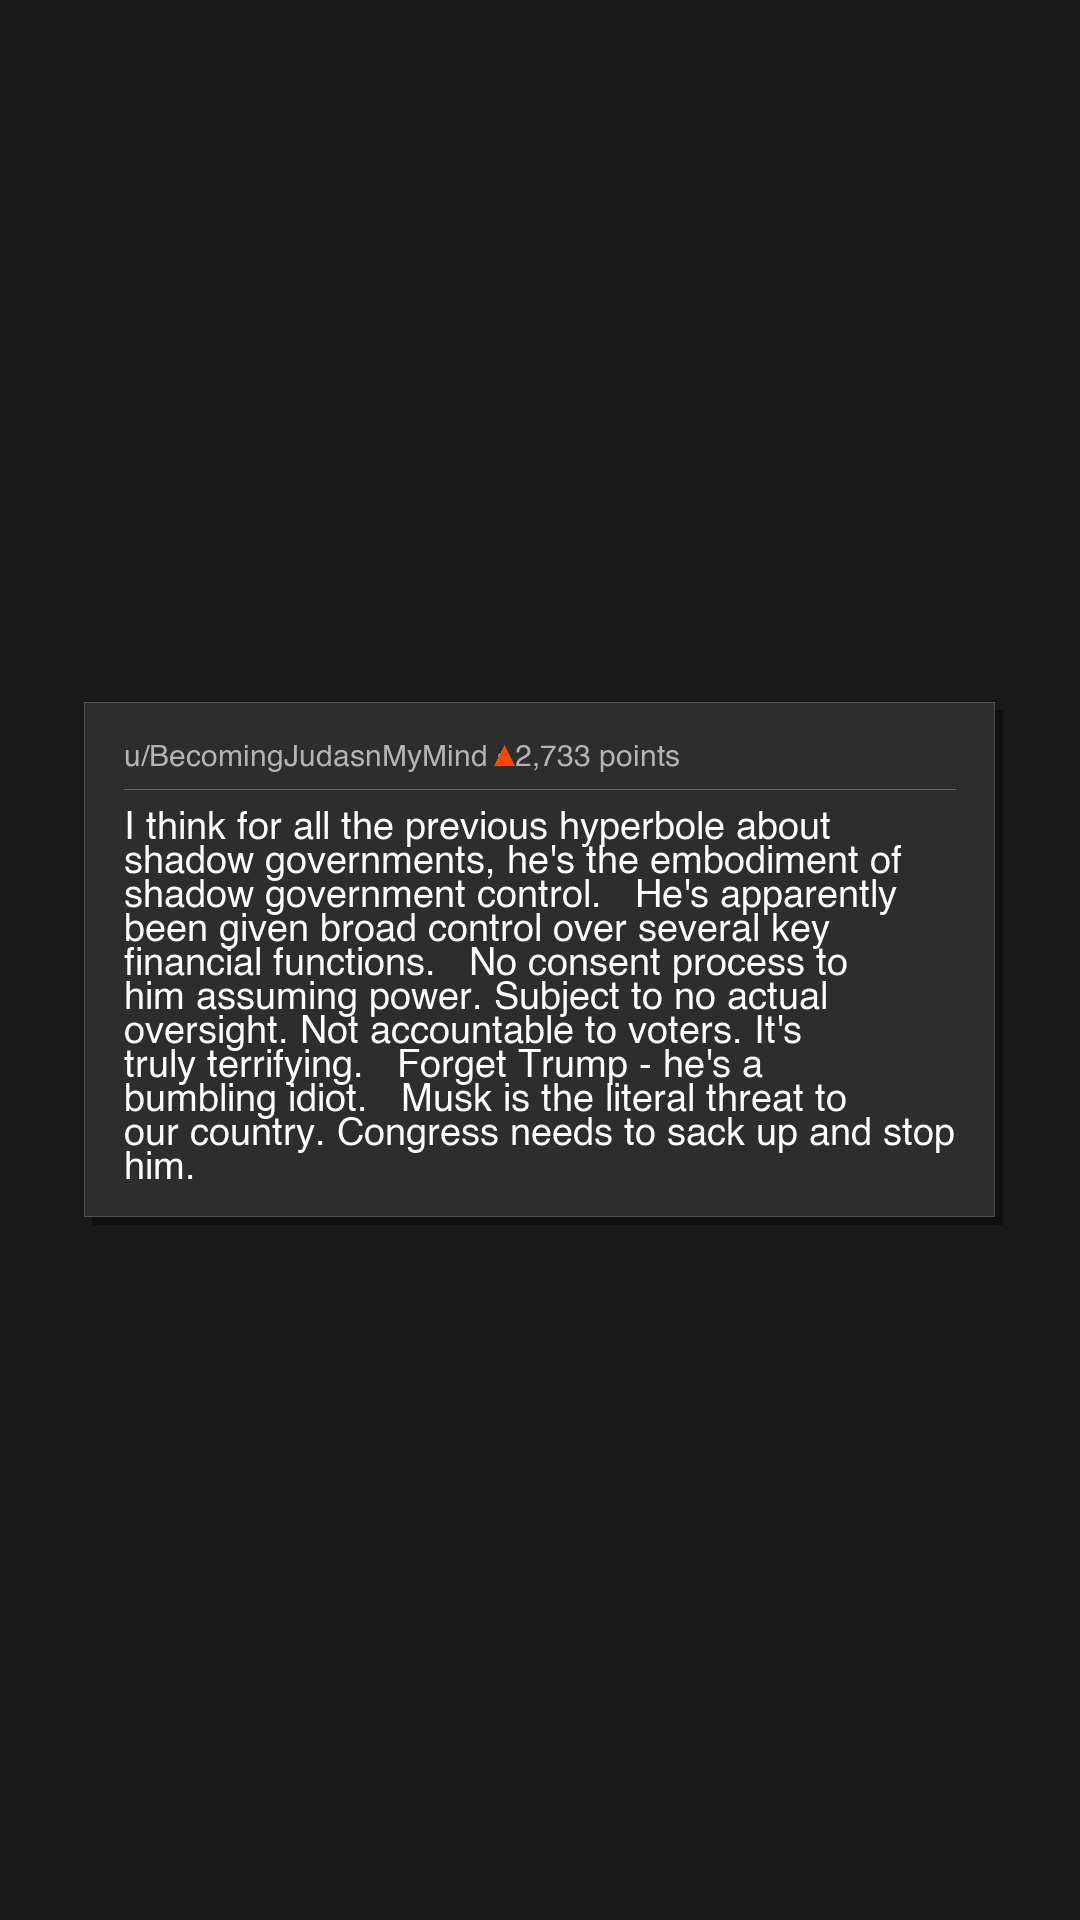 u/BecomingJudasnMyMind 2,733 points
I think for all the previous hyperbole about
shadow governments, he's the embodiment of
shadow government control.   He's apparently
been given broad control over several key
financial functions.   No consent process to
him assuming power. Subject to no actual
oversight. Not accountable to voters. It's
truly terrifying.   Forget Trump - he's a
bumbling idiot.   Musk is the literal threat to
our country. Congress needs to sack up and stop
him.